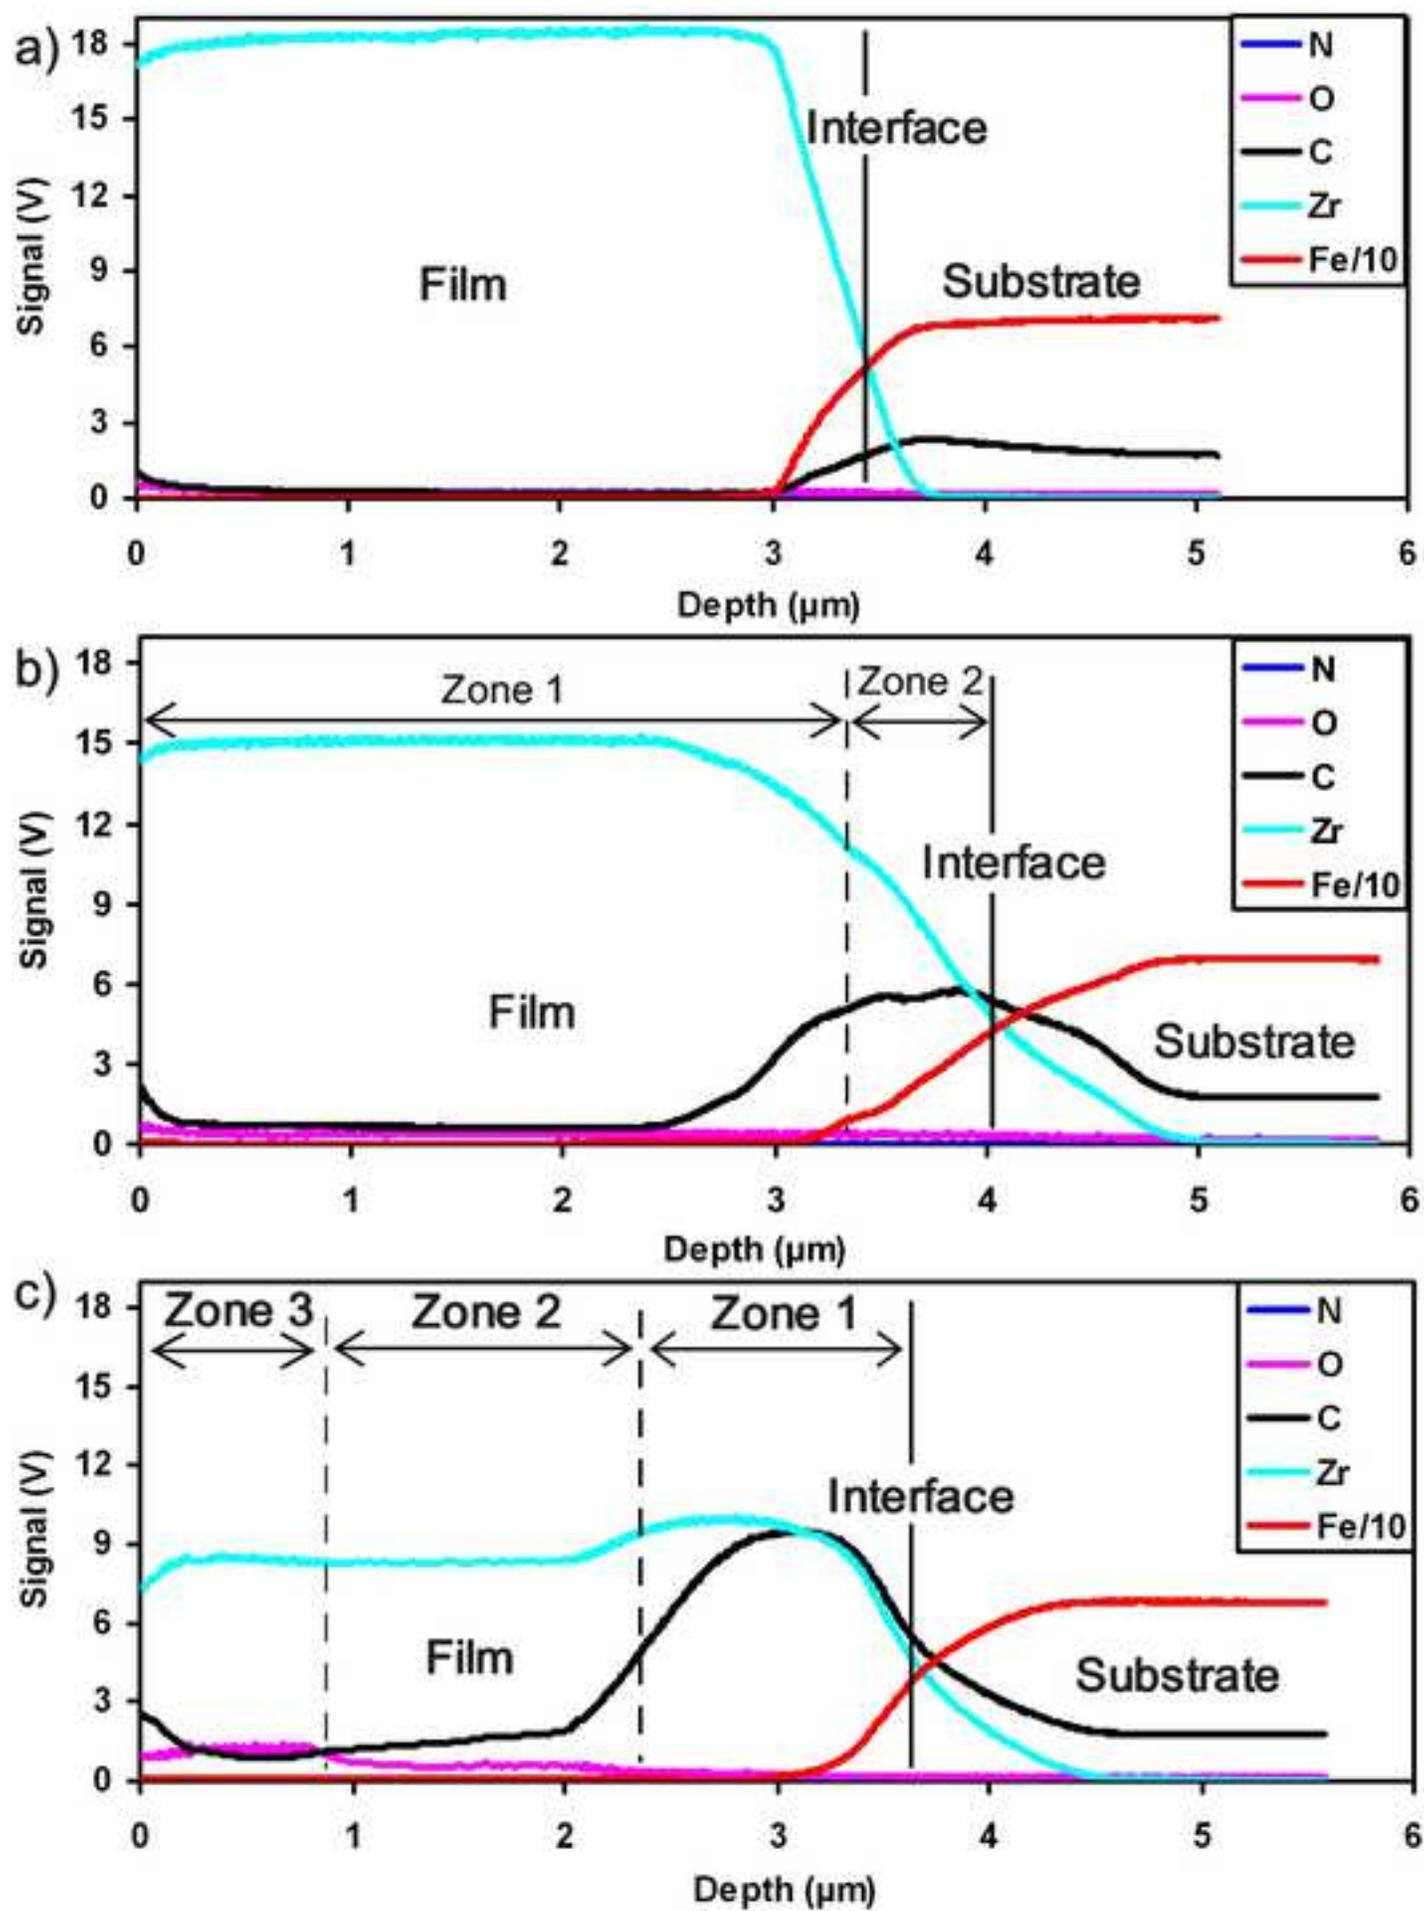 a)
18
15
12
9
6
3
0
Signal (V)
Film
Interface
Substrate
N
O
C
Zr
Fe/10
0 1 2 3 4 5 6
Depth (µm)
b)
18
15
12
9
6
3
0
Signal (V)
Zone 1 Zone 2
Film
Interface
Substrate
N
O
C
Zr
Fe/10
0 1 2 3 4 5 6
Depth (µm)
c)
18
15
12
9
6
3
0
Signal (V)
Zone 3 Zone 2 Zone 1
Film
Interface
Substrate
N
O
C
Zr
Fe/10
0 1 2 3 4 5 6
Depth (µm)